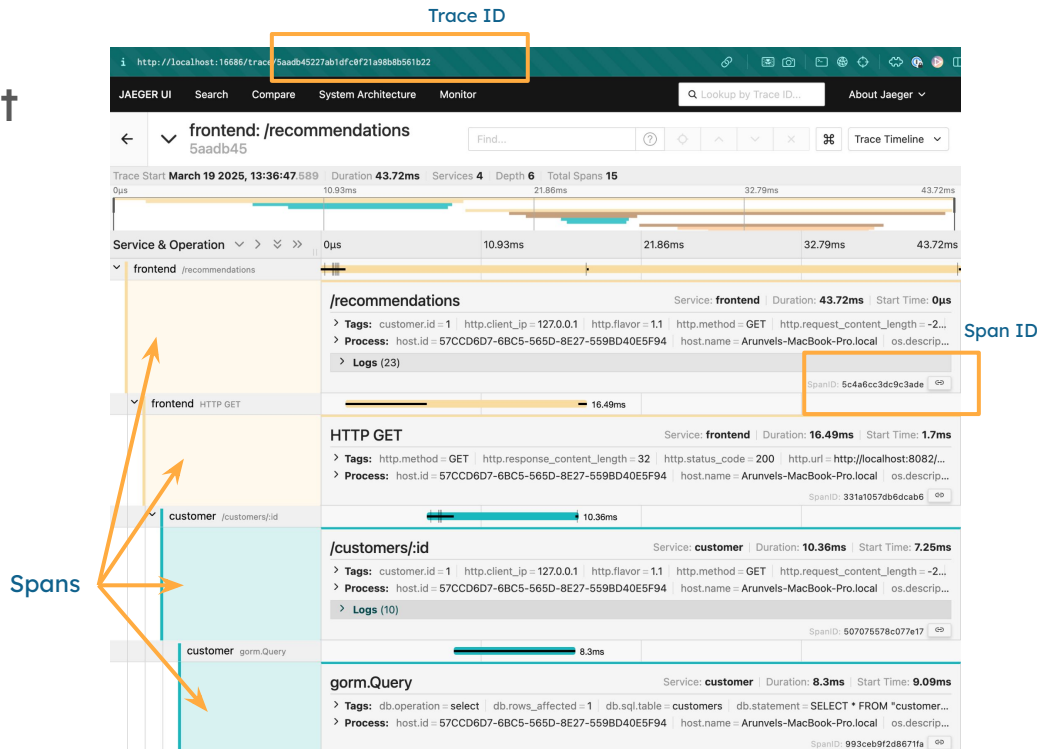 Trace ID
t
http://localhost:16686/trace/5aadb45227ab1dfc0f21a98b8b561b22
JAEGER UI Search Compare System Architecture Monitor Lookup by Trace ID... About Jaeger
frontend: /recommendations
5aadb45
Find... Trace Timeline
Trace Start March 19 2025, 13:36:47.589 Duration 43.72ms Services 4 Depth 6 Total Spans 15
0μs 10.93ms 21.86ms 32.79ms 43.72ms
Service & Operation 0μs 10.93ms 21.86ms 32.79ms 43.72ms
frontend /recommendations
/recommendations Service: frontend Duration: 43.72ms Start Time: 0μs
Tags: customer.id = 1 http.client_ip = 127.0.0.1 http.flavor = 1.1 http.method = GET http.request_content_length = -2...
Process: host.id = 57CCD6D7-6BC5-565D-8E27-559BD40E5F94 host.name = Arunvels-MacBook-Pro.local os.descrip...
Span ID
Logs (23)
SpanID: 5c4a6cc3dc9c3ade
frontend HTTP GET 16.49ms
HTTP GET Service: frontend Duration: 16.49ms Start Time: 1.7ms
Tags: http.method = GET http.response_content_length = 32 http.status_code = 200 http.url = http://localhost:8082/...
Process: host.id = 57CCD6D7-6BC5-565D-8E27-559BD40E5F94 host.name = Arunvels-MacBook-Pro.local os.descrip...
SpanID: 331a1057db6dcab6
customer /customers/:id 10.36ms
/customers/:id Service: customer Duration: 10.36ms Start Time: 7.25ms
Tags: customer.id = 1 http.client_ip = 127.0.0.1 http.flavor = 1.1 http.method = GET http.request_content_length = -2...
Process: host.id = 57CCD6D7-6BC5-565D-8E27-559BD40E5F94 host.name = Arunvels-MacBook-Pro.local os.descrip...
Spans
Logs (10)
SpanID: 507075578c077e17
customer gorm.Query 8.3ms
gorm.Query Service: customer Duration: 8.3ms Start Time: 9.09ms
Tags: db.operation = select db.rows_affected = 1 db.sql.table = customers db.statement = SELECT * FROM "customer...
Process: host.id = 57CCD6D7-6BC5-565D-8E27-559BD40E5F94 host.name = Arunvels-MacBook-Pro.local os.descrip...
SpanID: 993ceb9f2d8671fa